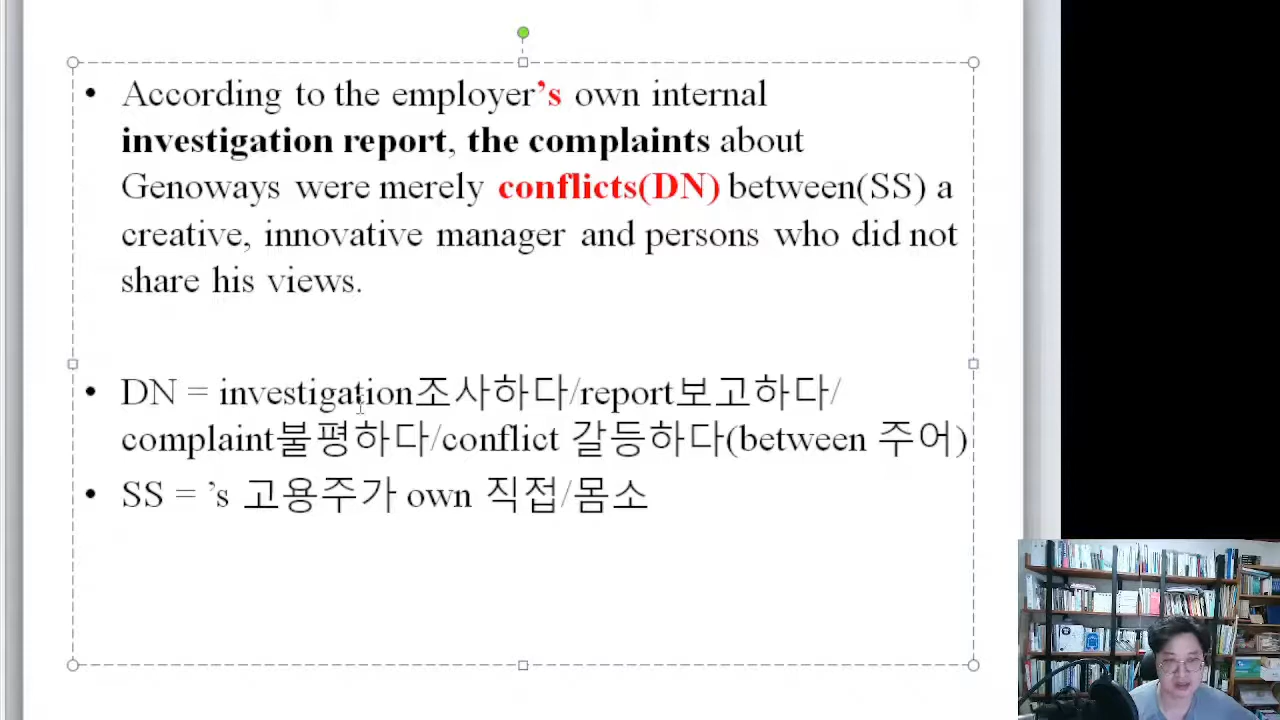 • According to the employer’s own internal
investigation report, the complaints about
Genoways were merely conflicts(DN) between(SS) a
creative, innovative manager and persons who did not
share his views.
• DN = investigation조사하다/report보고하다/
complaint불평하다/conflict 갈등하다(between 주어)
• SS = ’s 고용주가 own 직접/몸소